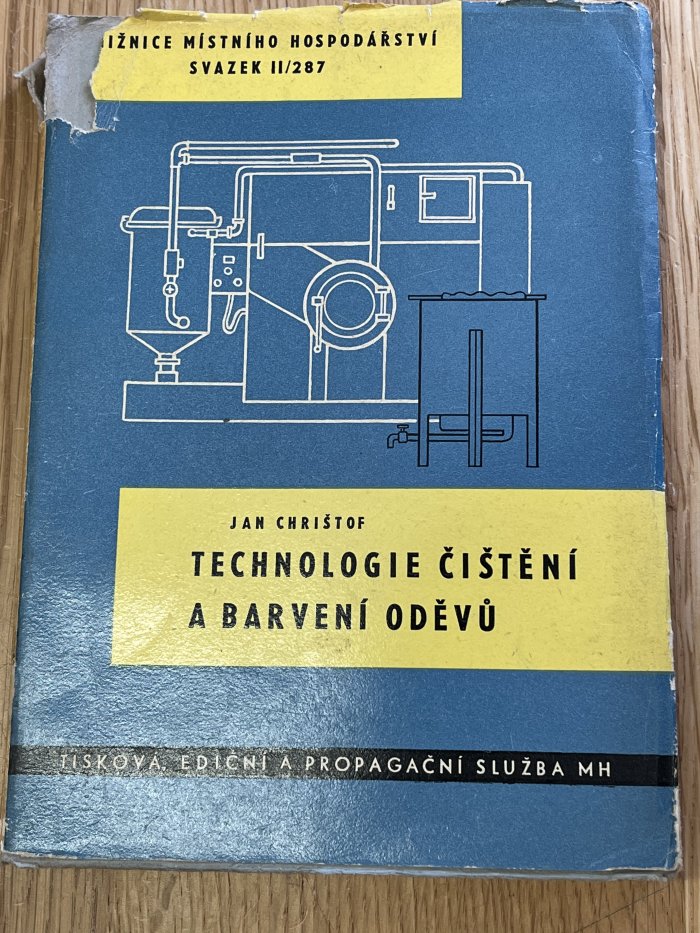 IŽNICE MÍSTNÍHO HOSPODÁŘSTVÍ
SVAZEK II/287
JAN CHRIŠTOF
TECHNOLOGIE ČIŠTĚNÍ
A BARVENÍ ODĚVŮ
TISKOVÁ, EDIČNÍ A PROPAGAČNÍ SLUŽBA MH